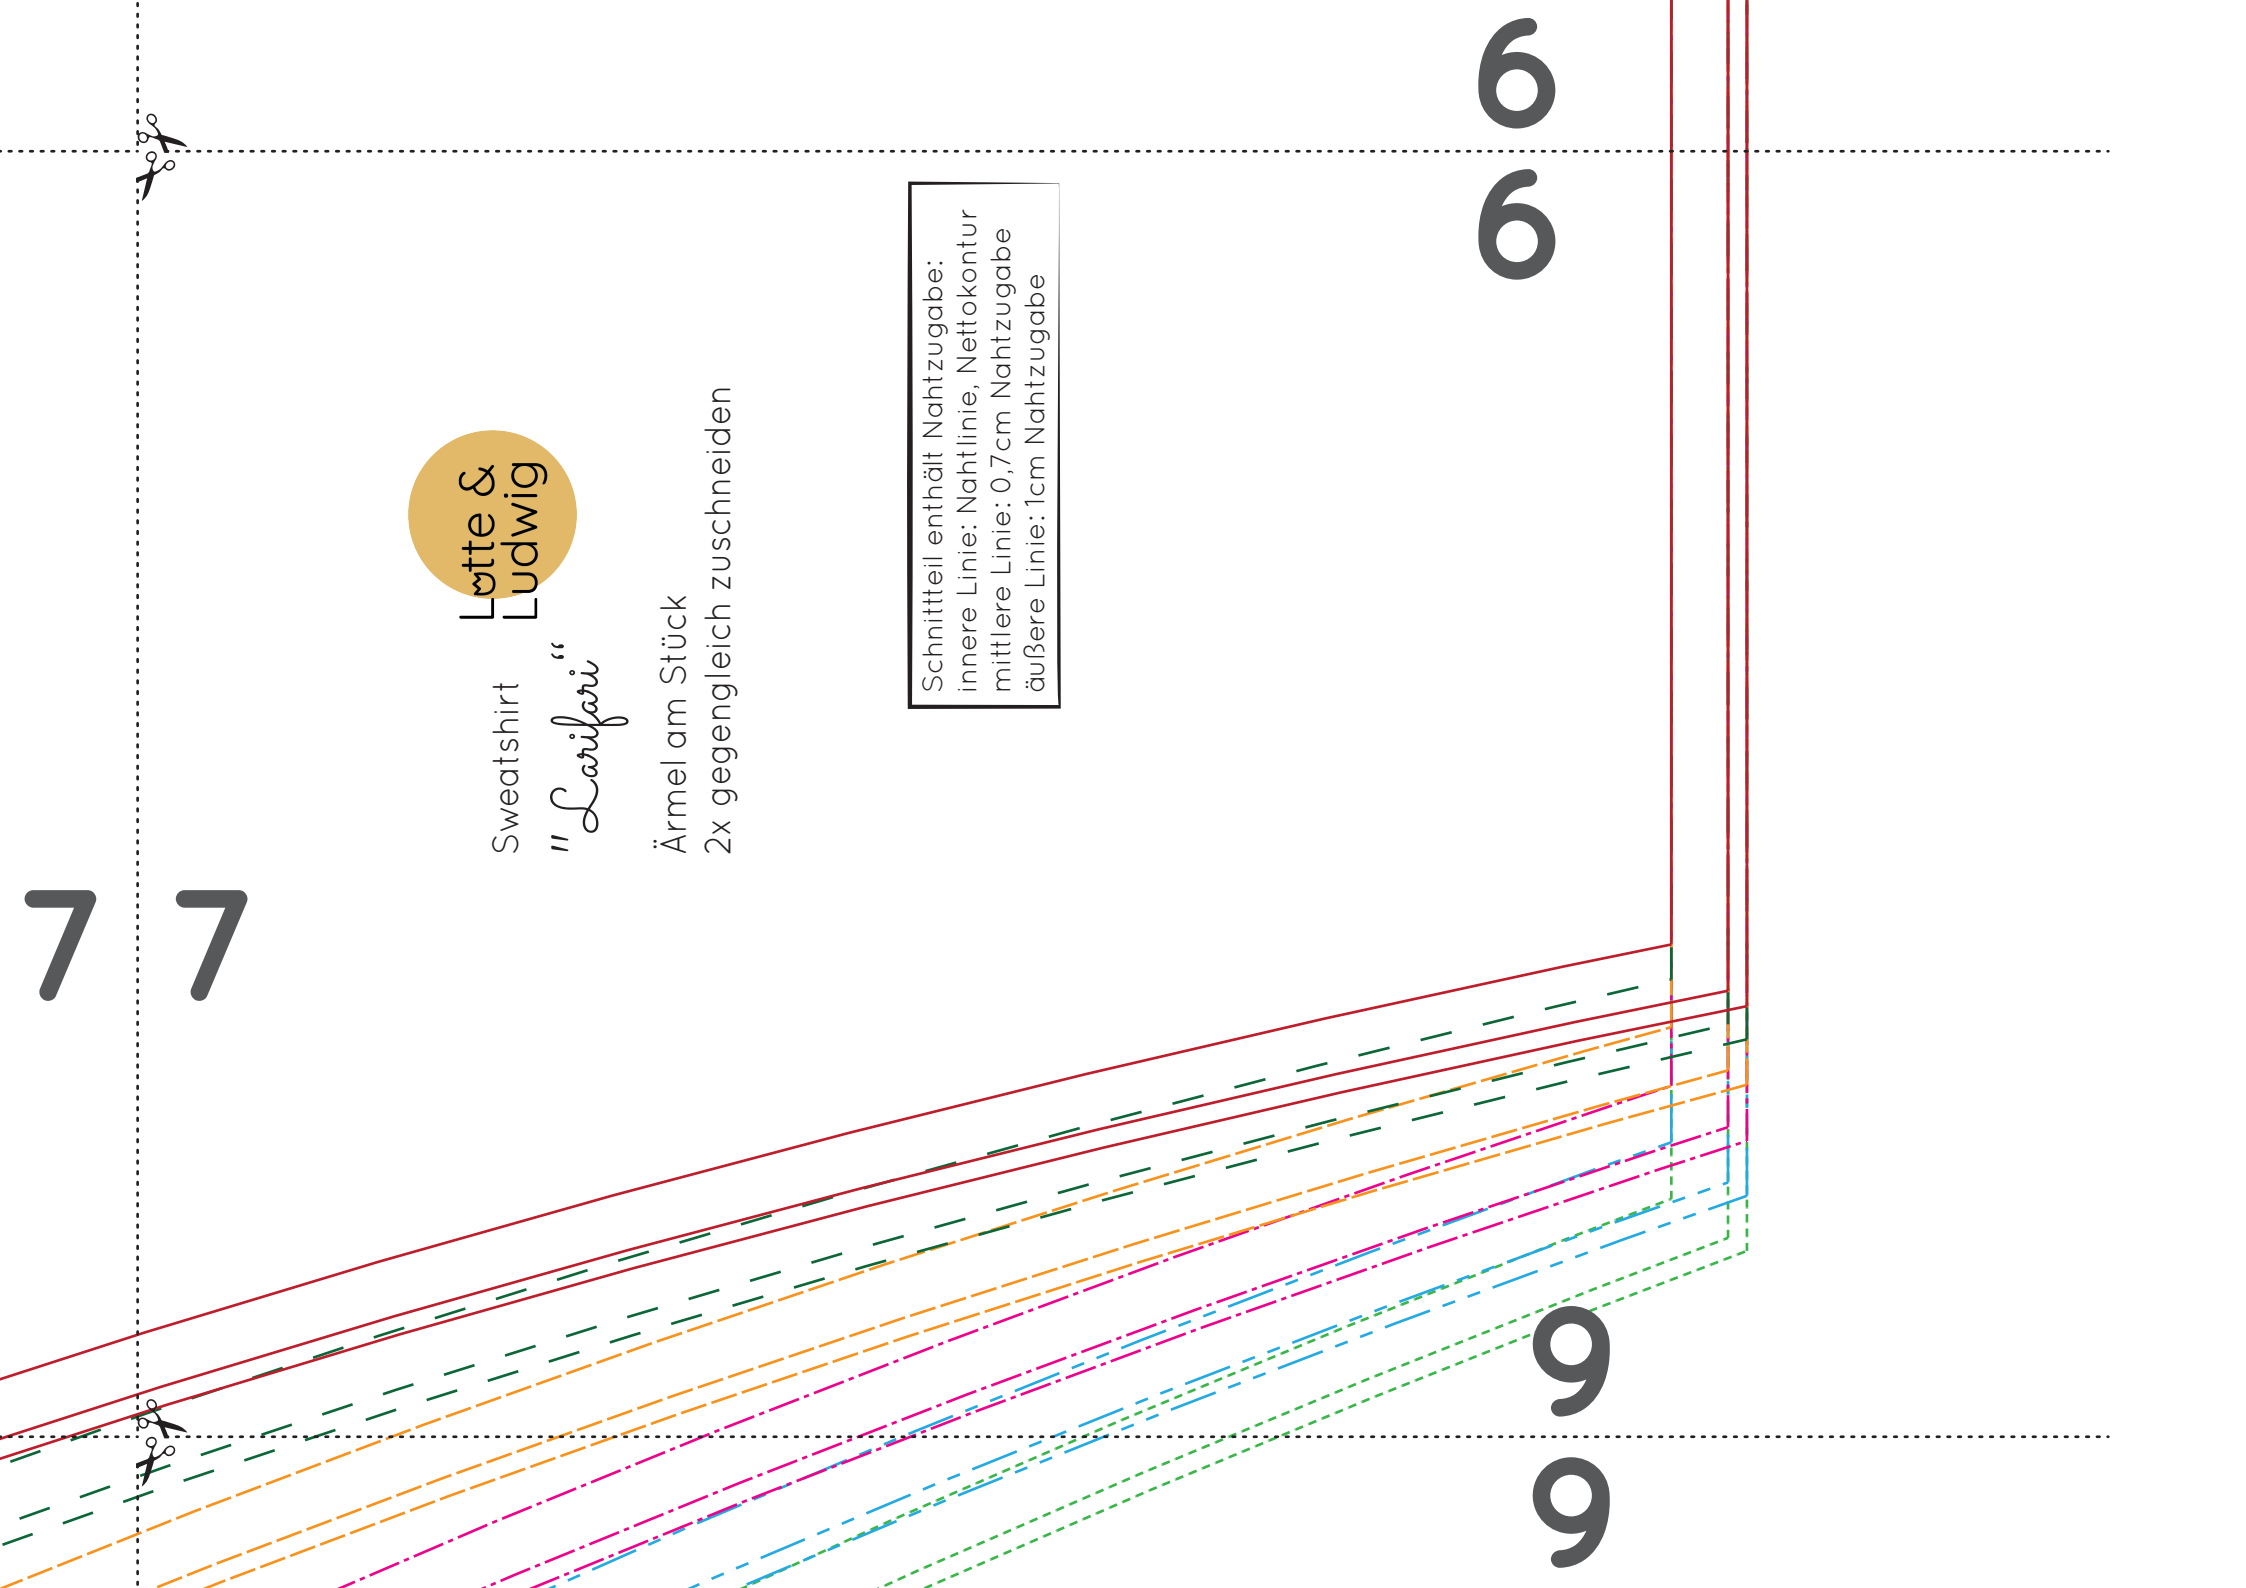 6
6
Lotte &
Ludwig
Sweatshirt
"Larifari“
Ärmel am Stück
2x gegengleich zuschneiden
Schnittteil enthält Nahtzugabe:
innere Linie: Nahtlinie, Nettokontur
mittlere Linie: 0,7cm Nahtzugabe
äußere Linie: 1cm Nahtzugabe
7 7
9
9